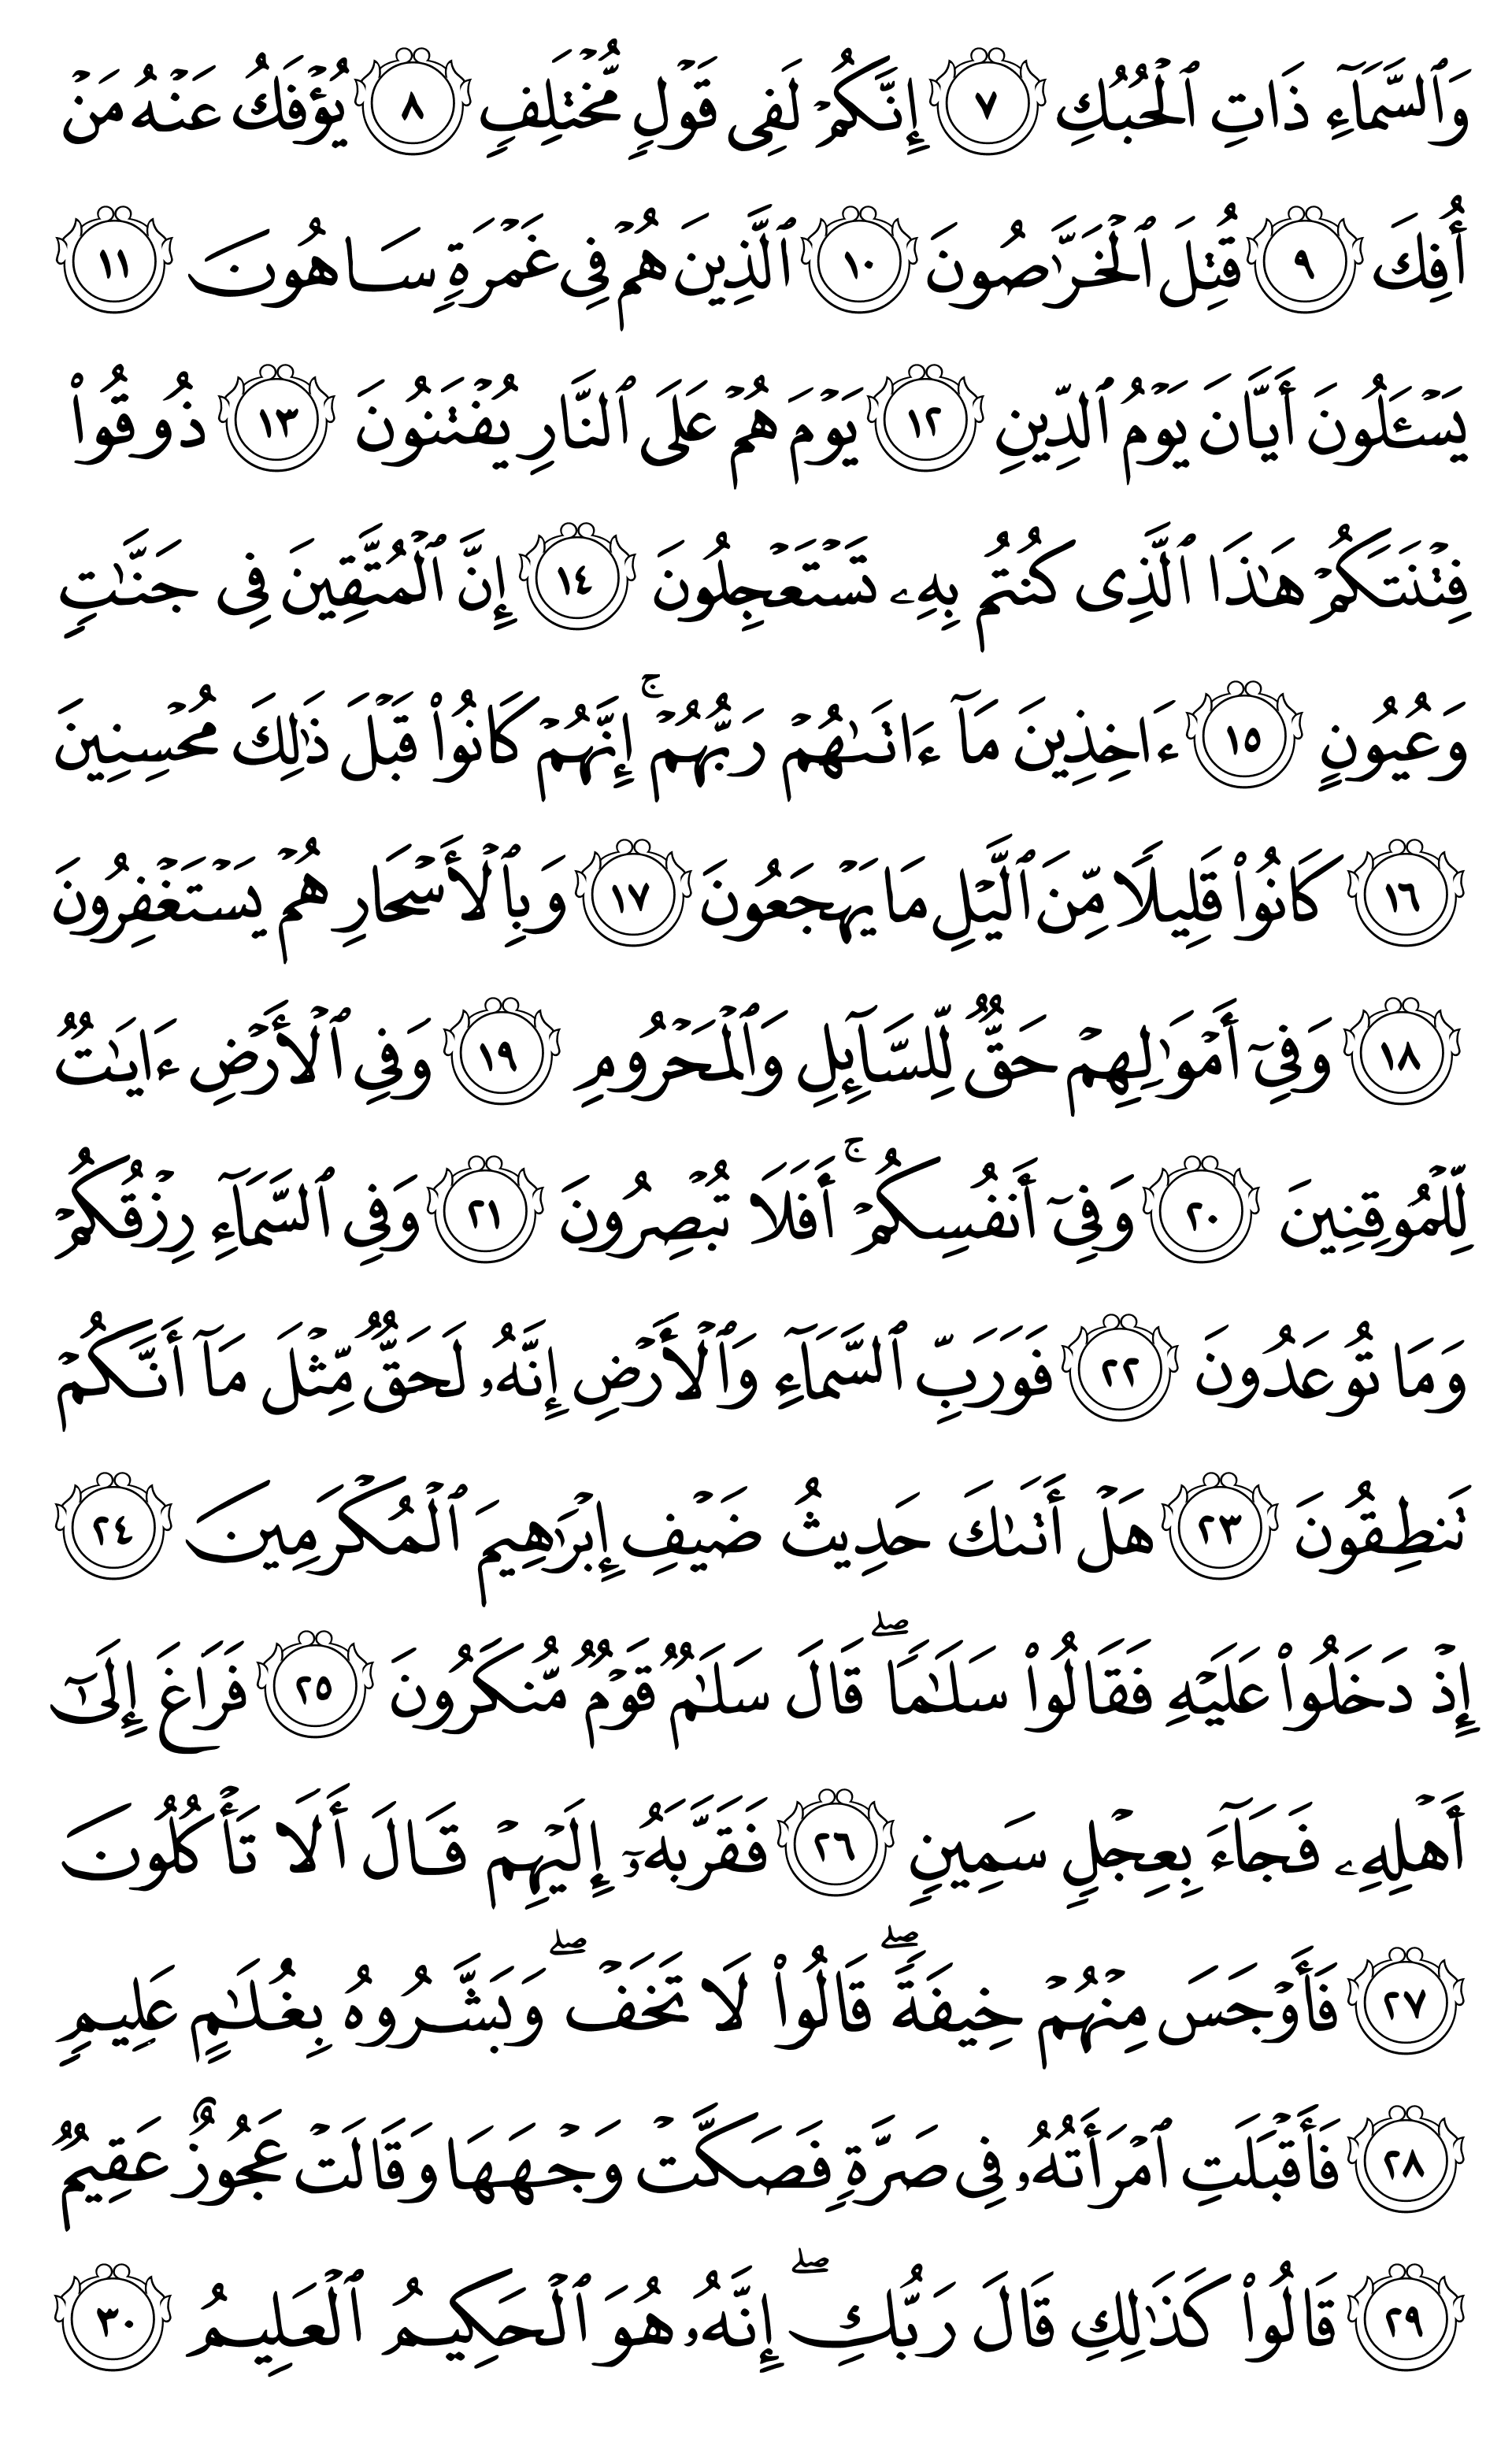 وَٱلسَّمَآءِ ذَاتِ ٱلْحُبُكِ ٧ إِنَّكُمْ لَفِى قَوْلٍ مُّخْتَلِفٍ ٨ يُؤْفَكُ عَنْهُ مَنْ
أُفِكَ ٩ قُتِلَ ٱلْخَرَّٰصُونَ ١٠ ٱلَّذِينَ هُمْ فِى غَمْرَةٍ سَاهُونَ ١١
يَسْـَٔلُونَ أَيَّانَ يَوْمُ ٱلدِّينِ ١٢ يَوْمَ هُمْ عَلَى ٱلنَّارِ يُفْتَنُونَ ١٣ ذُوقُوا۟
فِتْنَتَكُمْ هَٰذَا ٱلَّذِى كُنتُم بِهِۦ تَسْتَعْجِلُونَ ١٤ إِنَّ ٱلْمُتَّقِينَ فِى جَنَّٰتٍ
وَعُيُونٍ ١٥ ءَاخِذِينَ مَآ ءَاتَىٰهُمْ رَبُّهُمْ ۚ إِنَّهُمْ كَانُوا۟ قَبْلَ ذَٰلِكَ مُحْسِنِينَ
١٦ كَانُوا۟ قَلِيلًا مِّنَ ٱلَّيْلِ مَا يَهْجَعُونَ ١٧ وَبِٱلْأَسْحَارِ هُمْ يَسْتَغْفِرُونَ
١٨ وَفِىٓ أَمْوَٰلِهِمْ حَقٌّ لِّلسَّآئِلِ وَٱلْمَحْرُومِ ١٩ وَفِى ٱلْأَرْضِ ءَايَٰتٌ
لِّلْمُوقِنِينَ ٢٠ وَفِىٓ أَنفُسِكُمْ ۚ أَفَلَا تُبْصِرُونَ ٢١ وَفِى ٱلسَّمَآءِ رِزْقُكُمْ
وَمَا تُوعَدُونَ ٢٢ فَوَرَبِّ ٱلسَّمَآءِ وَٱلْأَرْضِ إِنَّهُۥ لَحَقٌّ مِّثْلَ مَآ أَنَّكُمْ
تَنطِقُونَ ٢٣ هَلْ أَتَىٰكَ حَدِيثُ ضَيْفِ إِبْرَٰهِيمَ ٱلْمُكْرَمِينَ ٢٤
إِذْ دَخَلُوا۟ عَلَيْهِ فَقَالُوا۟ سَلَٰمًا ۖ قَالَ سَلَٰمٌ قَوْمٌ مُّنكَرُونَ ٢٥ فَرَاغَ إِلَىٰٓ
أَهْلِهِۦ فَجَآءَ بِعِجْلٍ سَمِينٍ ٢٦ فَقَرَّبَهُۥٓ إِلَيْهِمْ قَالَ أَلَا تَأْكُلُونَ
٢٧ فَأَوْجَسَ مِنْهُمْ خِيفَةً ۖ قَالُوا۟ لَا تَخَفْ ۖ وَبَشَّرُوهُ بِغُلَٰمٍ عَلِيمٍ
٢٨ فَأَقْبَلَتِ ٱمْرَأَتُهُۥ فِى صَرَّةٍ فَصَكَّتْ وَجْهَهَا وَقَالَتْ عَجُوزٌ عَقِيمٌ
٢٩ قَالُوا۟ كَذَٰلِكِ قَالَ رَبُّكِ ۖ إِنَّهُۥ هُوَ ٱلْحَكِيمُ ٱلْعَلِيمُ ٣٠